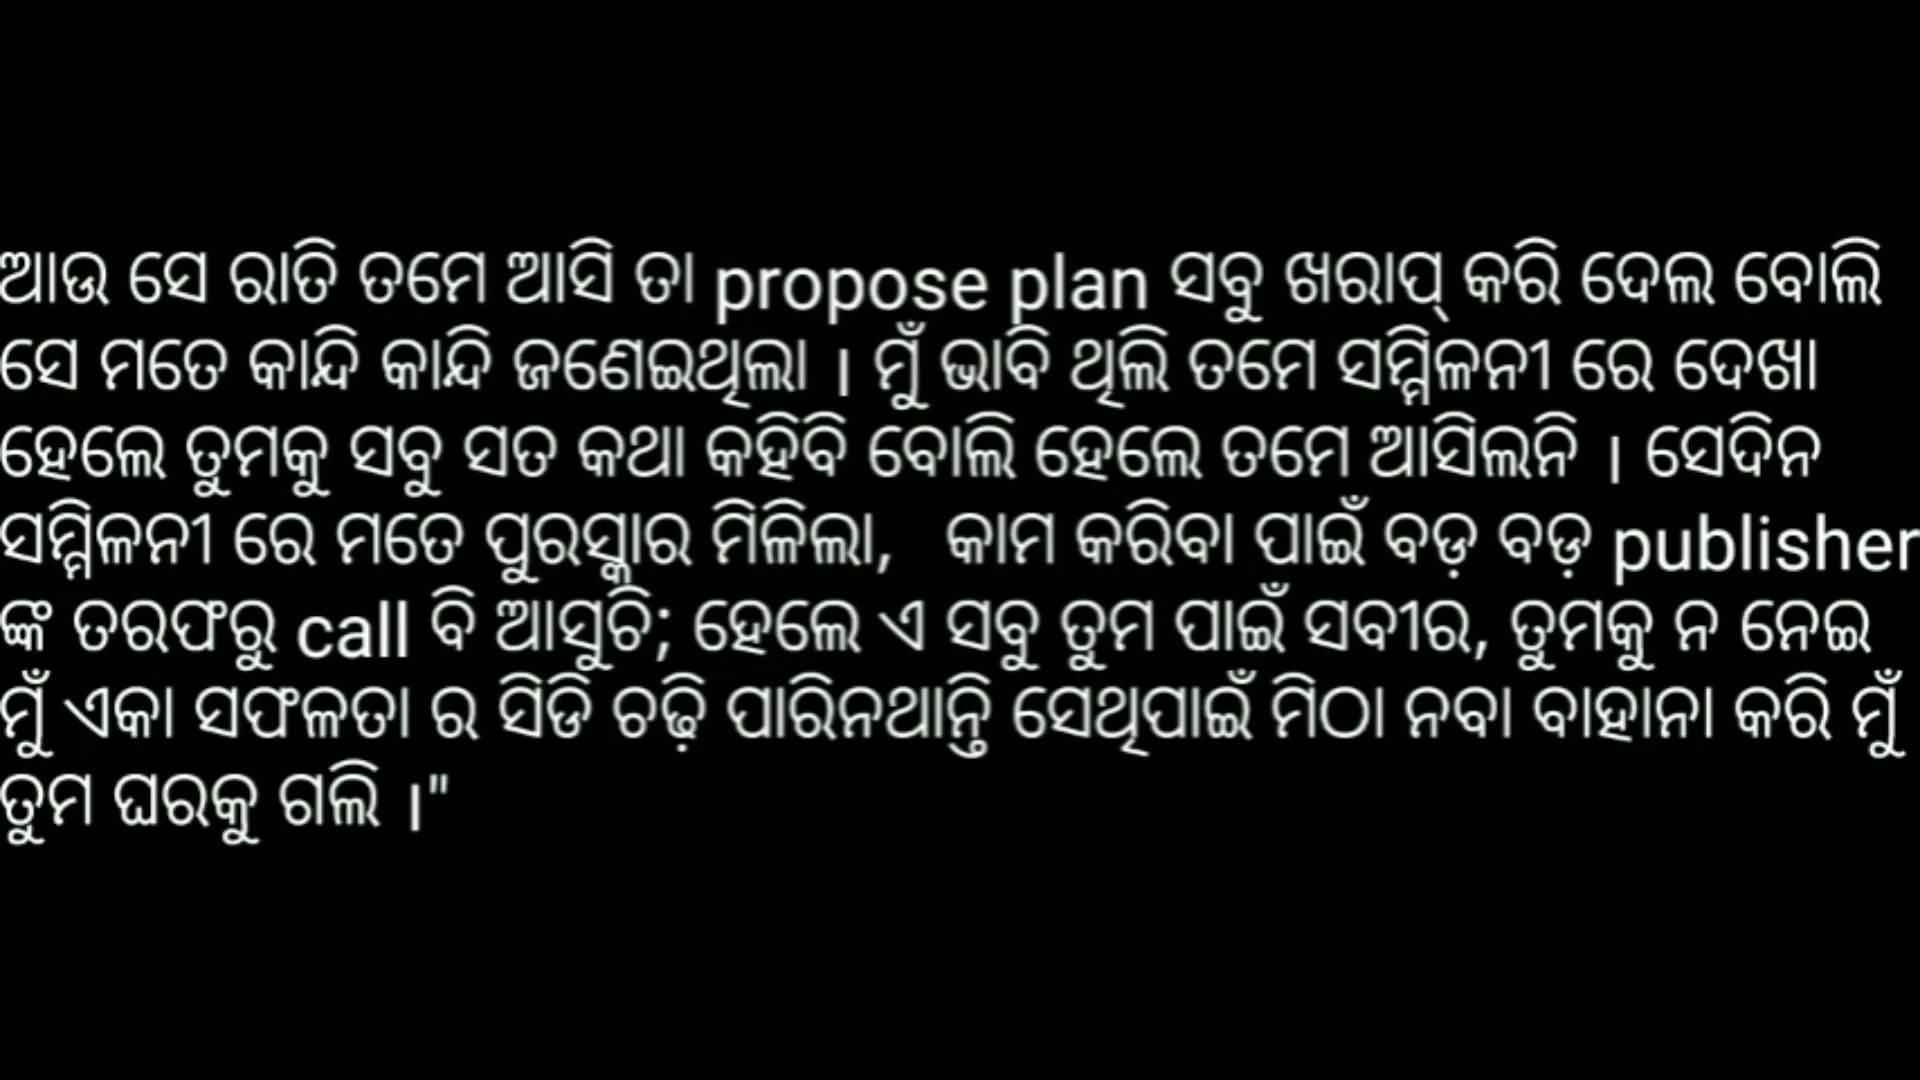 ଆଉ ସେ ରାତି ତମେ ଆସି ତା propose plan ସବୁ ଖରାପ୍ କରି ଦେଲ ବୋଲି
ସେ ମତେ କାନ୍ଦି କାନ୍ଦି ଜଣେଇଥିଲା । ମୁଁ ଭାବି ଥିଲି ତମେ ସମ୍ମିଳନୀ ରେ ଦେଖା
ହେଲେ ତୁମକୁ ସବୁ ସତ କଥା କହିବି ବୋଲି ହେଲେ ତମେ ଆସିଲନି । ସେଦିନ
ସମ୍ମିଳନୀ ରେ ମତେ ପୁରସ୍କାର ମିଳିଲା, କାମ କରିବା ପାଇଁ ବଡ଼ ବଡ଼ publisher
ଙ୍କ ତରଫରୁ call ବି ଆସୁଚି; ହେଲେ ଏ ସବୁ ତୁମ ପାଇଁ ସବୀର, ତୁମକୁ ନ ନେଇ
ମୁଁ ଏକା ସଫଳତା ର ସିଡି ଚଢ଼ି ପାରିନଥାନ୍ତି ସେଥିପାଇଁ ମିଠା ନବା ବାହାନା କରି ମୁଁ
ତୁମ ଘରକୁ ଗଲି ।"